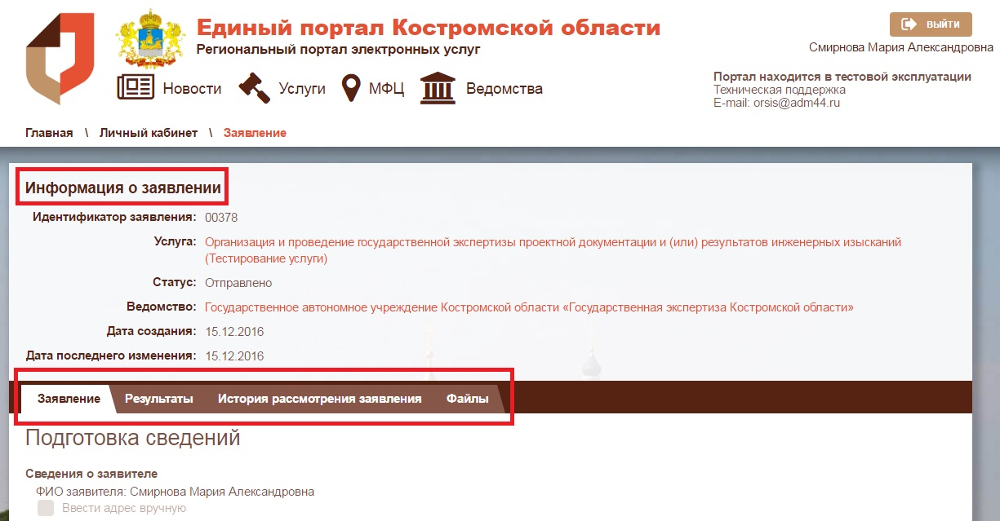 Единый портал Костромской области
Региональный портал электронных услуг
Новости Услуги МФЦ Ведомства
выйти
Смирнова Мария Александровна
Портал находится в тестовой эксплуатации
Техническая поддержка
E-mail: orsis@adm44.ru
Главная \ Личный кабинет \ Заявление
Информация о заявлении
Идентификатор заявления: 00378
Услуга: Организация и проведение государственной экспертизы проектной документации и (или) результатов инженерных изысканий
(Тестирование услуги)
Статус: Отправлено
Ведомство: Государственное автономное учреждение Костромской области «Государственная экспертиза Костромской области»
Дата создания: 15.12.2016
Дата последнего изменения: 15.12.2016
Заявление Результаты История рассмотрения заявления Файлы
Подготовка сведений
Сведения о заявителе
ФИО заявителя: Смирнова Мария Александровна
Ввести адрес вручную